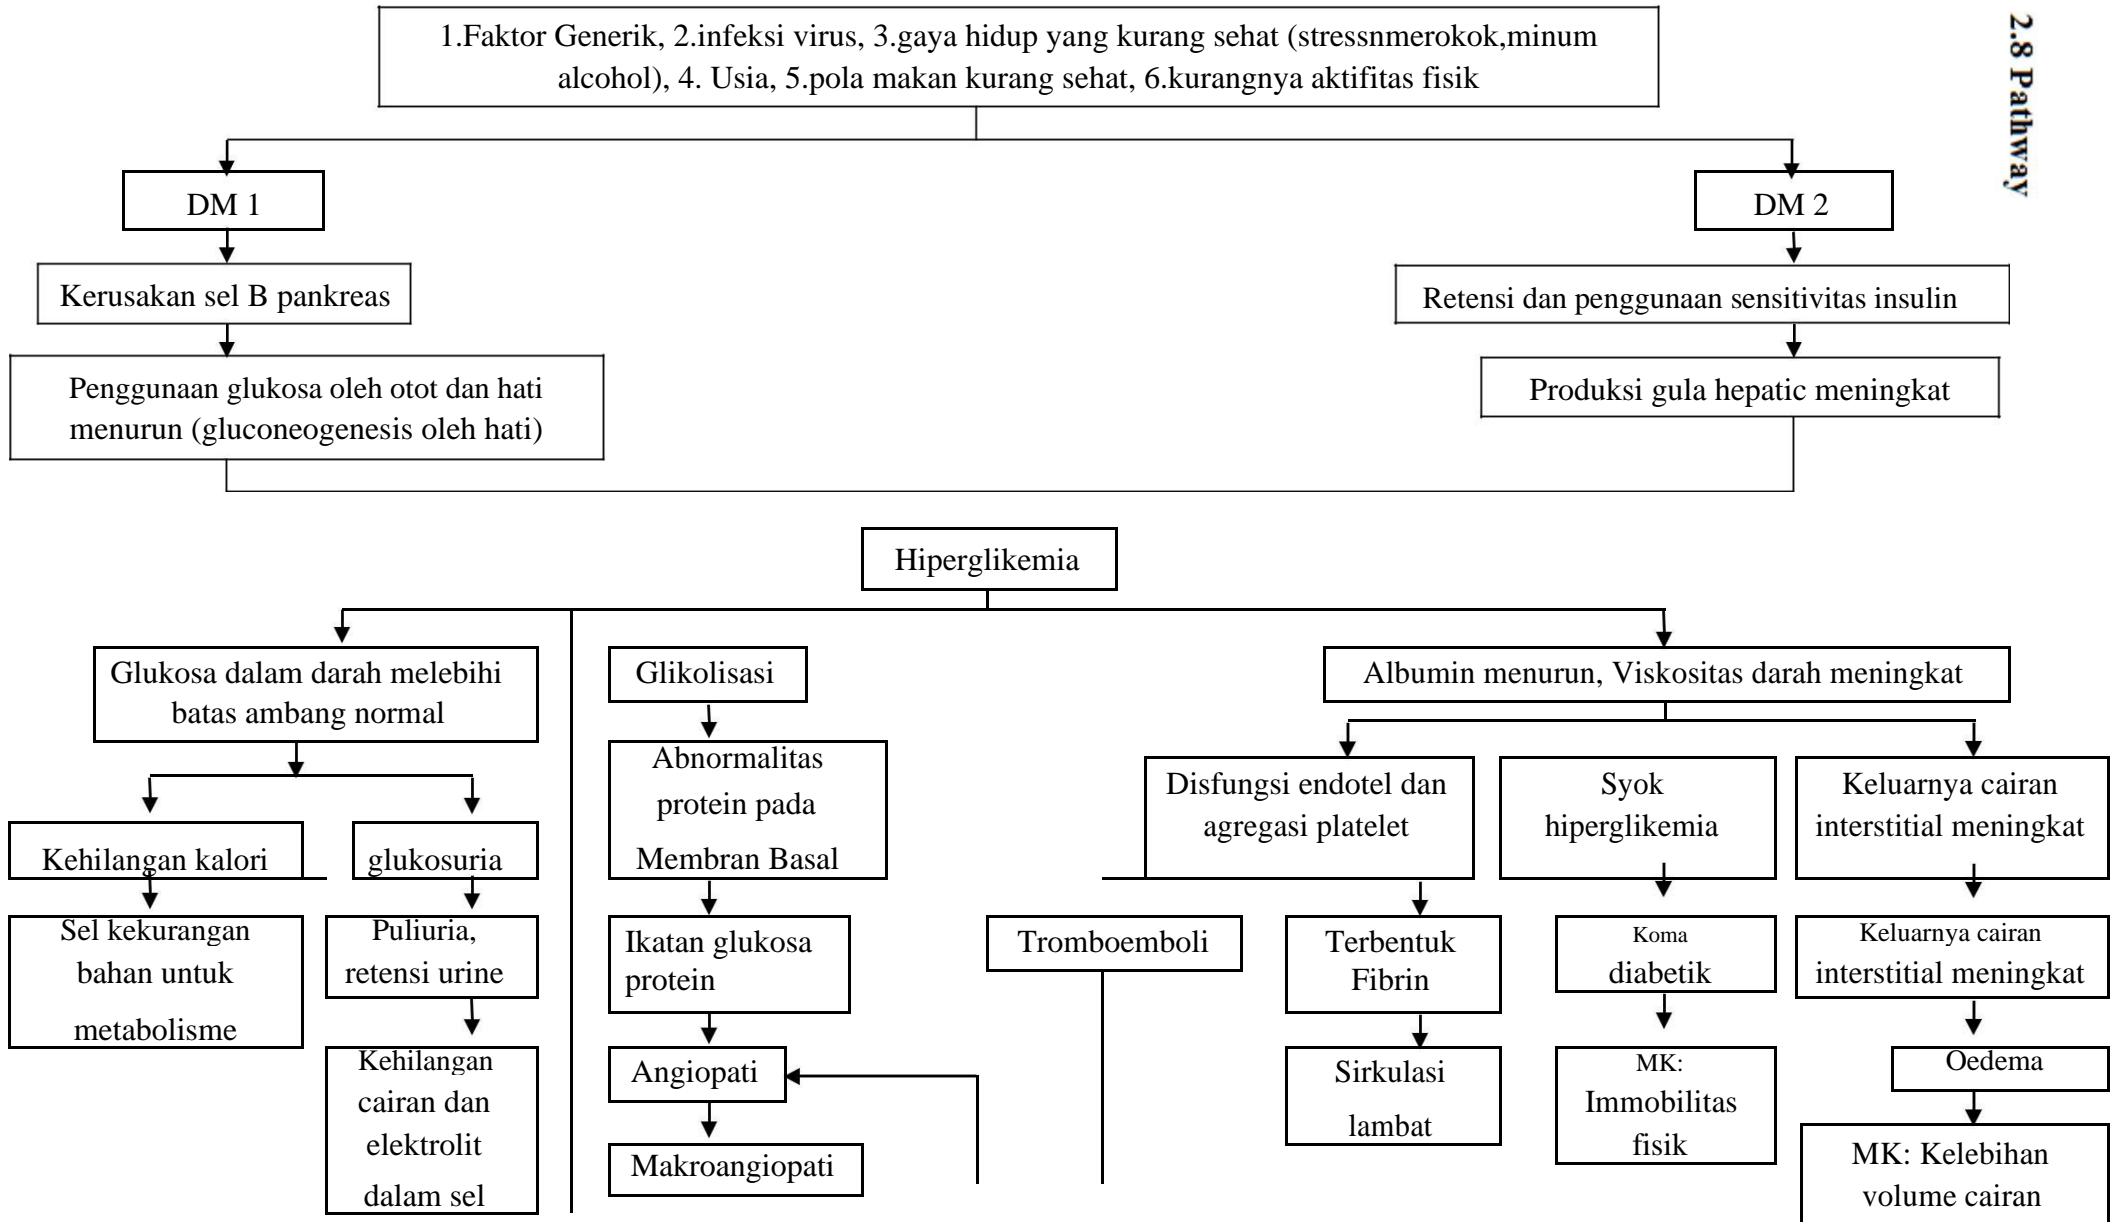 2.8 Pathway
1.Faktor Generik, 2.infeksi virus, 3.gaya hidup yang kurang sehat (stressnmerokok,minum
alcohol), 4. Usia, 5.pola makan kurang sehat, 6.kurangnya aktifitas fisik
DM 1
DM 2
Kerusakan sel B pankreas
Retensi dan penggunaan sensitivitas insulin
Penggunaan glukosa oleh otot dan hati
menurun (gluconeogenesis oleh hati)
Produksi gula hepatic meningkat
Hiperglikemia
Glukosa dalam darah melebihi
batas ambang normal
Glikolisasi
Albumin menurun, Viskositas darah meningkat
Kehilangan kalori
glukosuria
Abnormalitas
protein pada
Membran Basal
Disfungsi endotel dan
agregasi platelet
Syok
hiperglikemia
Keluarnya cairan
interstitial meningkat
Sel kekurangan
bahan untuk
metabolisme
Puliuria,
retensi urine
Ikatan glukosa
protein
Tromboemboli
Terbentuk
Fibrin
Koma
diabetik
Keluarnya cairan
interstitial meningkat
Kehilangan
cairan dan
elektrolit
dalam sel
Angiopati
Sirkulasi
lambat
MK:
Immobilitas
fisik
Oedema
Makroangiopati
MK: Kelebihan
volume cairan